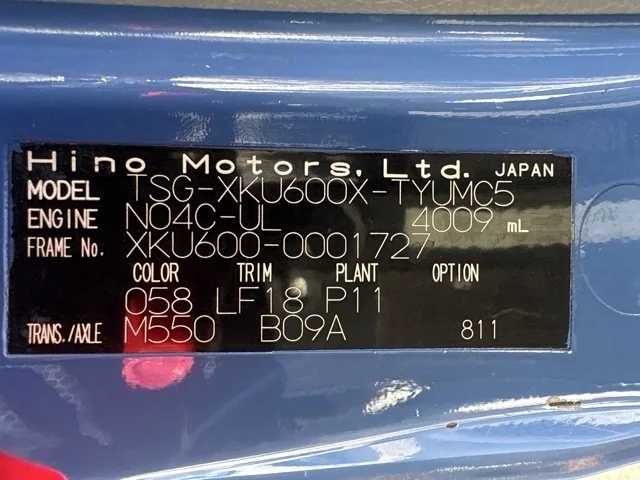 Hino Motors, Ltd. JAPAN
MODEL TSG-XKU600X-TYUMC5
ENGINE N04C-UL 4009 mL
FRAME No. XKU600-0001727
COLOR TRIM PLANT OPTION
058 LF18 P11
TRANS./AXLE M550 B09A 811